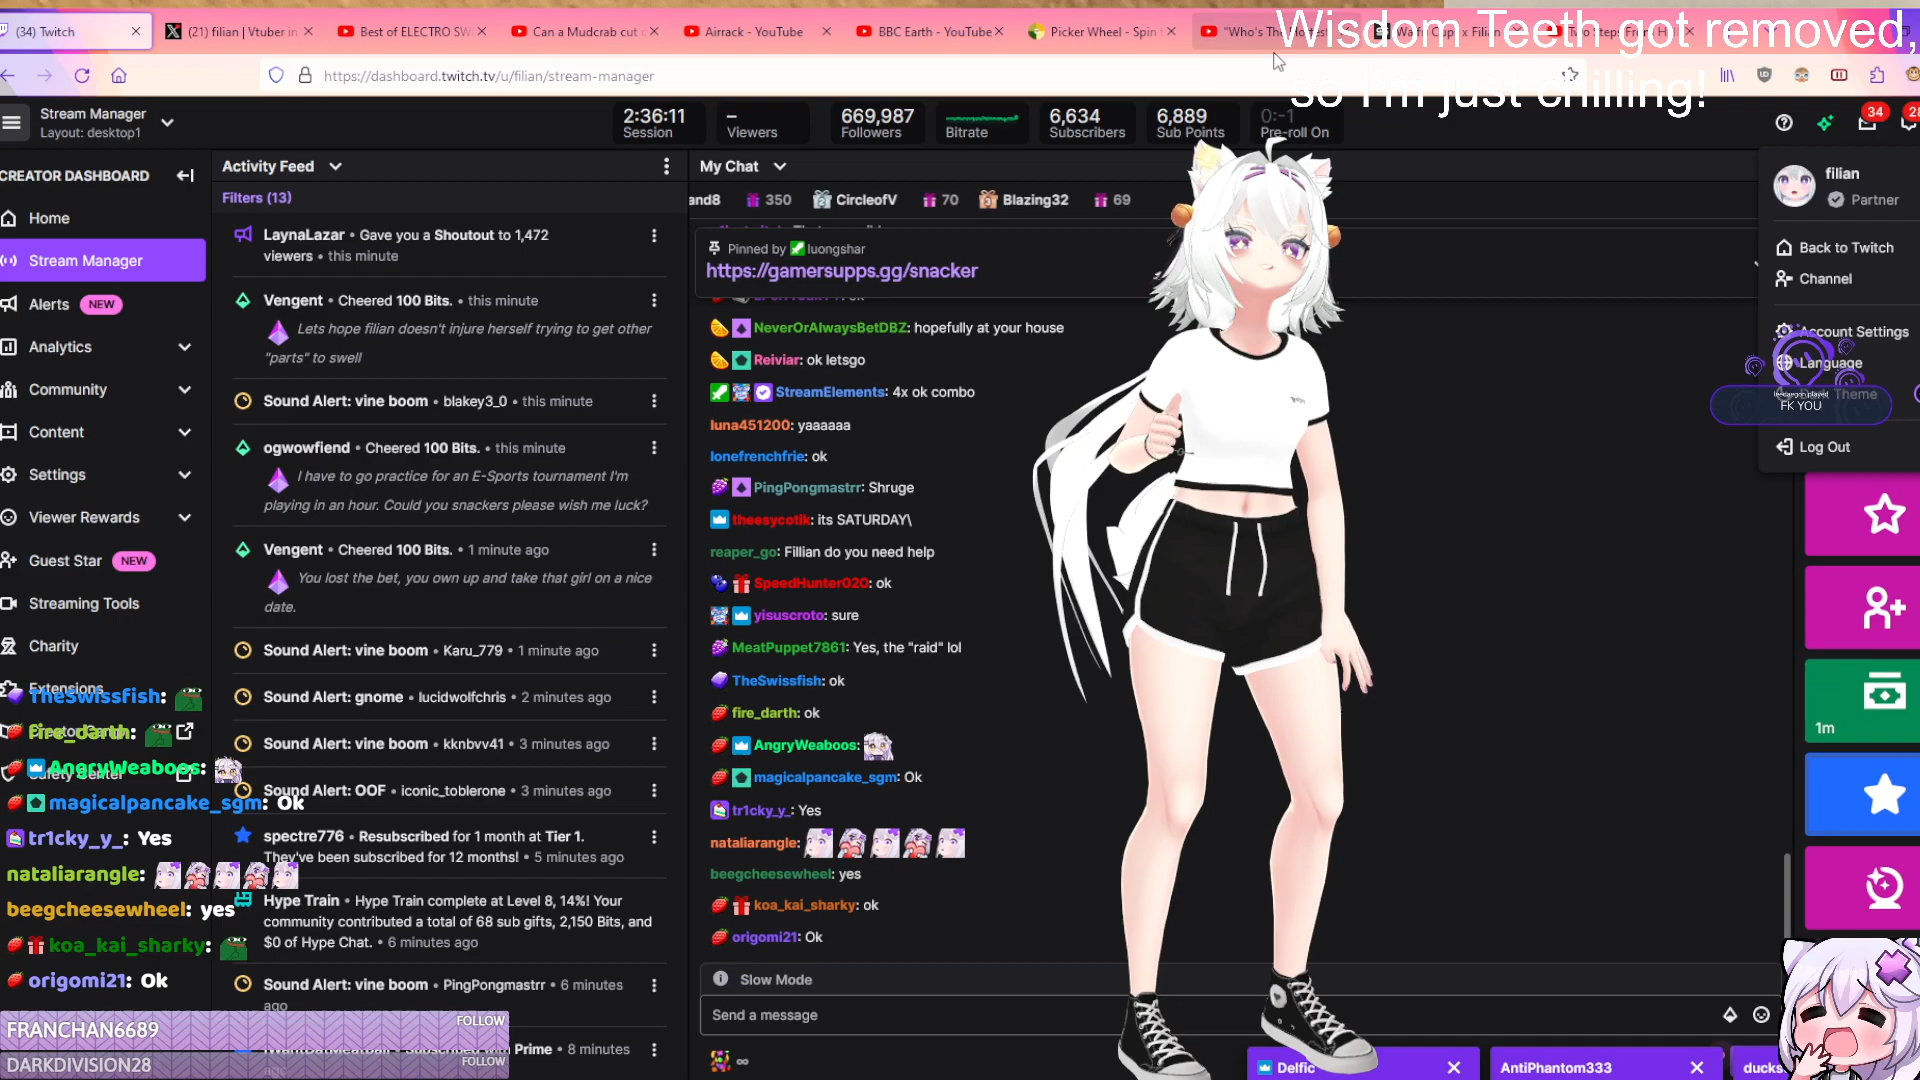 (34) Twitch
(21) filian | Vtuber in
Best of ELECTRO SW
Can a Mudcrab cut
Airrack - YouTube
BBC Earth - YouTube
Picker Wheel - Spin
"Who's The
Wisdom Teeth got removed,
so I'm just chilling!
https://dashboard.twitch.tv/u/filian/stream-manager
Stream Manager
Layout: desktop1
2:36:11
Session
–
Viewers
669,987
Followers
Bitrate
6,634
Subscribers
6,889
Sub Points
0:-1
Pre-roll On
34
28
CREATOR DASHBOARD
Home
Stream Manager
Alerts NEW
Analytics
Community
Content
Settings
Viewer Rewards
Guest Star NEW
Streaming Tools
Charity
Extensions
TheSwissfish:
fire_darth:
AngryWeaboos:
magicalpancake_sgm: Ok
tr1cky_y_: Yes
nataliarangle:
beegcheesewheel: yes
koa_kai_sharky:
origomi21: Ok
FRANCHAN6689 FOLLOW
DARKDIVISION28 FOLLOW
Activity Feed
Filters (13)
LaynaLazar • Gave you a Shoutout to 1,472
viewers • this minute
Vengent • Cheered 100 Bits. • this minute
Lets hope filian doesn't injure herself trying to get other
"parts" to swell
Sound Alert: vine boom • blakey3_0 • this minute
ogwowfiend • Cheered 100 Bits. • this minute
I have to go practice for an E-Sports tournament I'm
playing in an hour. Could you snackers please wish me luck?
Vengent • Cheered 100 Bits. • 1 minute ago
You lost the bet, you own up and take that girl on a nice
date.
Sound Alert: vine boom • Karu_779 • 1 minute ago
Sound Alert: gnome • lucidwolfchris • 2 minutes ago
Sound Alert: vine boom • kknbvv41 • 3 minutes ago
Sound Alert: OOF • iconic_toblerone • 3 minutes ago
spectre776 • Resubscribed for 1 month at Tier 1.
They've been subscribed for 12 months! • 5 minutes ago
Hype Train • Hype Train complete at Level 8, 14%! Your
community contributed a total of 68 sub gifts, 2,150 Bits, and
$0 of Hype Chat. • 6 minutes ago
Sound Alert: vine boom • PingPongmastrr • 6 minutes
ago
Prime • 8 minutes
My Chat
and8 350 CircleofV 70 Blazing32 69
Pinned by luongshar
https://gamersupps.gg/snacker
NeverOrAlwaysBetDBZ: hopefully at your house
Reiviar: ok letsgo
StreamElements: 4x ok combo
luna451200: yaaaaaa
lonefrenchfrie: ok
PingPongmastrr: Shruge
theesycotik: its SATURDAY\
reaper_go: Fillian do you need help
SpeedHunter020: ok
yisuscroto: sure
MeatPuppet7861: Yes, the "raid" lol
TheSwissfish: ok
fire_darth: ok
AngryWeaboos:
magicalpancake_sgm: Ok
tr1cky_y_: Yes
nataliarangle:
beegcheesewheel: yes
koa_kai_sharky: ok
origomi21: Ok
Slow Mode
Send a message
∞
Delfic
AntiPhantom333
ducks
filian
Partner
Back to Twitch
Channel
Account Settings
Language
Theme
FK YOU
Log Out
1m